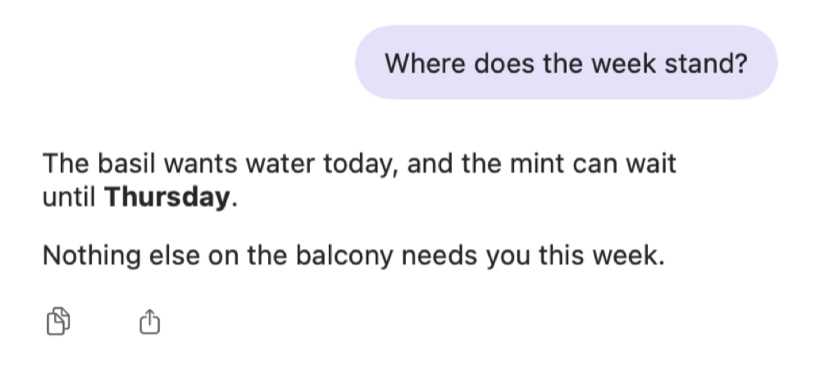 Where does the week stand?
The basil wants water today, and the mint can wait
until Thursday.
Nothing else on the balcony needs you this week.